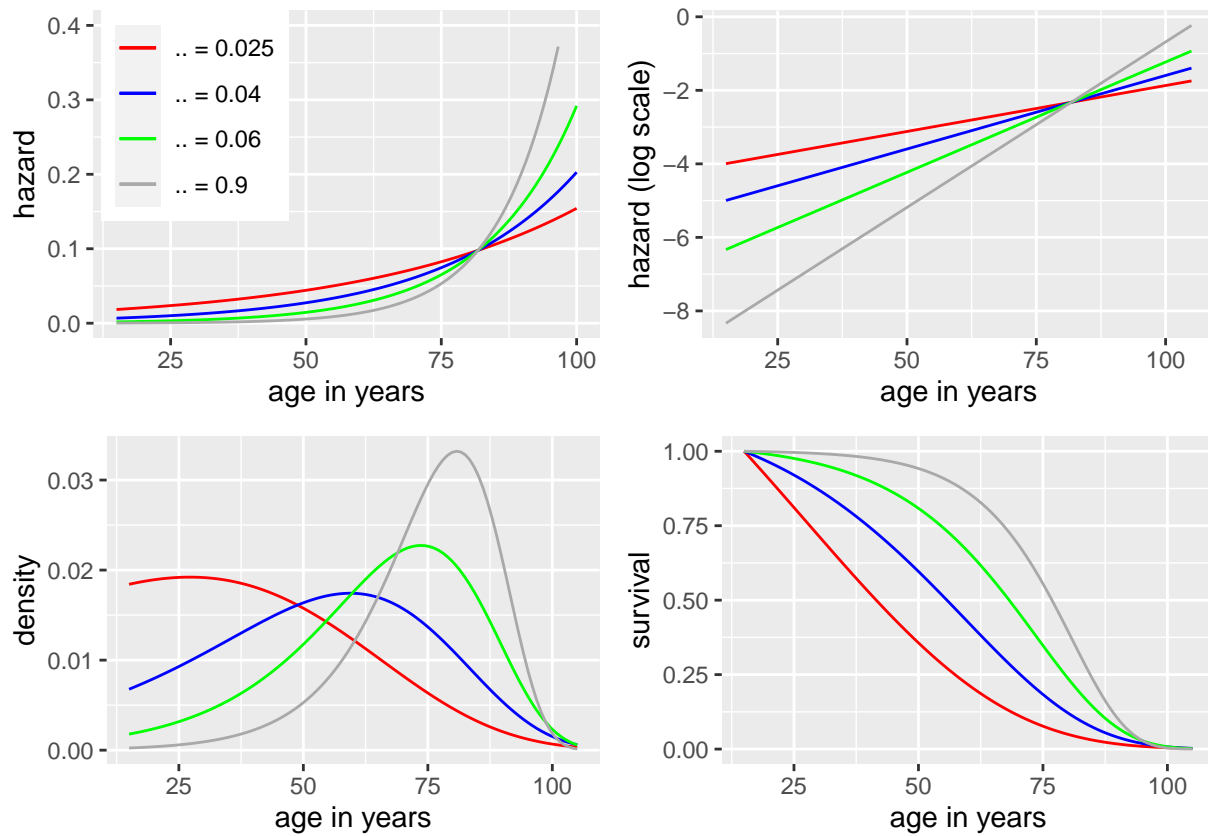 0.4
0.3
0.2
0.1
0.0
hazard
.. = 0.025
.. = 0.04
.. = 0.06
.. = 0.9
25 50 75 100
age in years
0
−2
−4
−6
−8
hazard (log scale)
25 50 75 100
age in years
0.03
0.02
0.01
0.00
density
25 50 75 100
age in years
1.00
0.75
0.50
0.25
0.00
survival
25 50 75 100
age in years